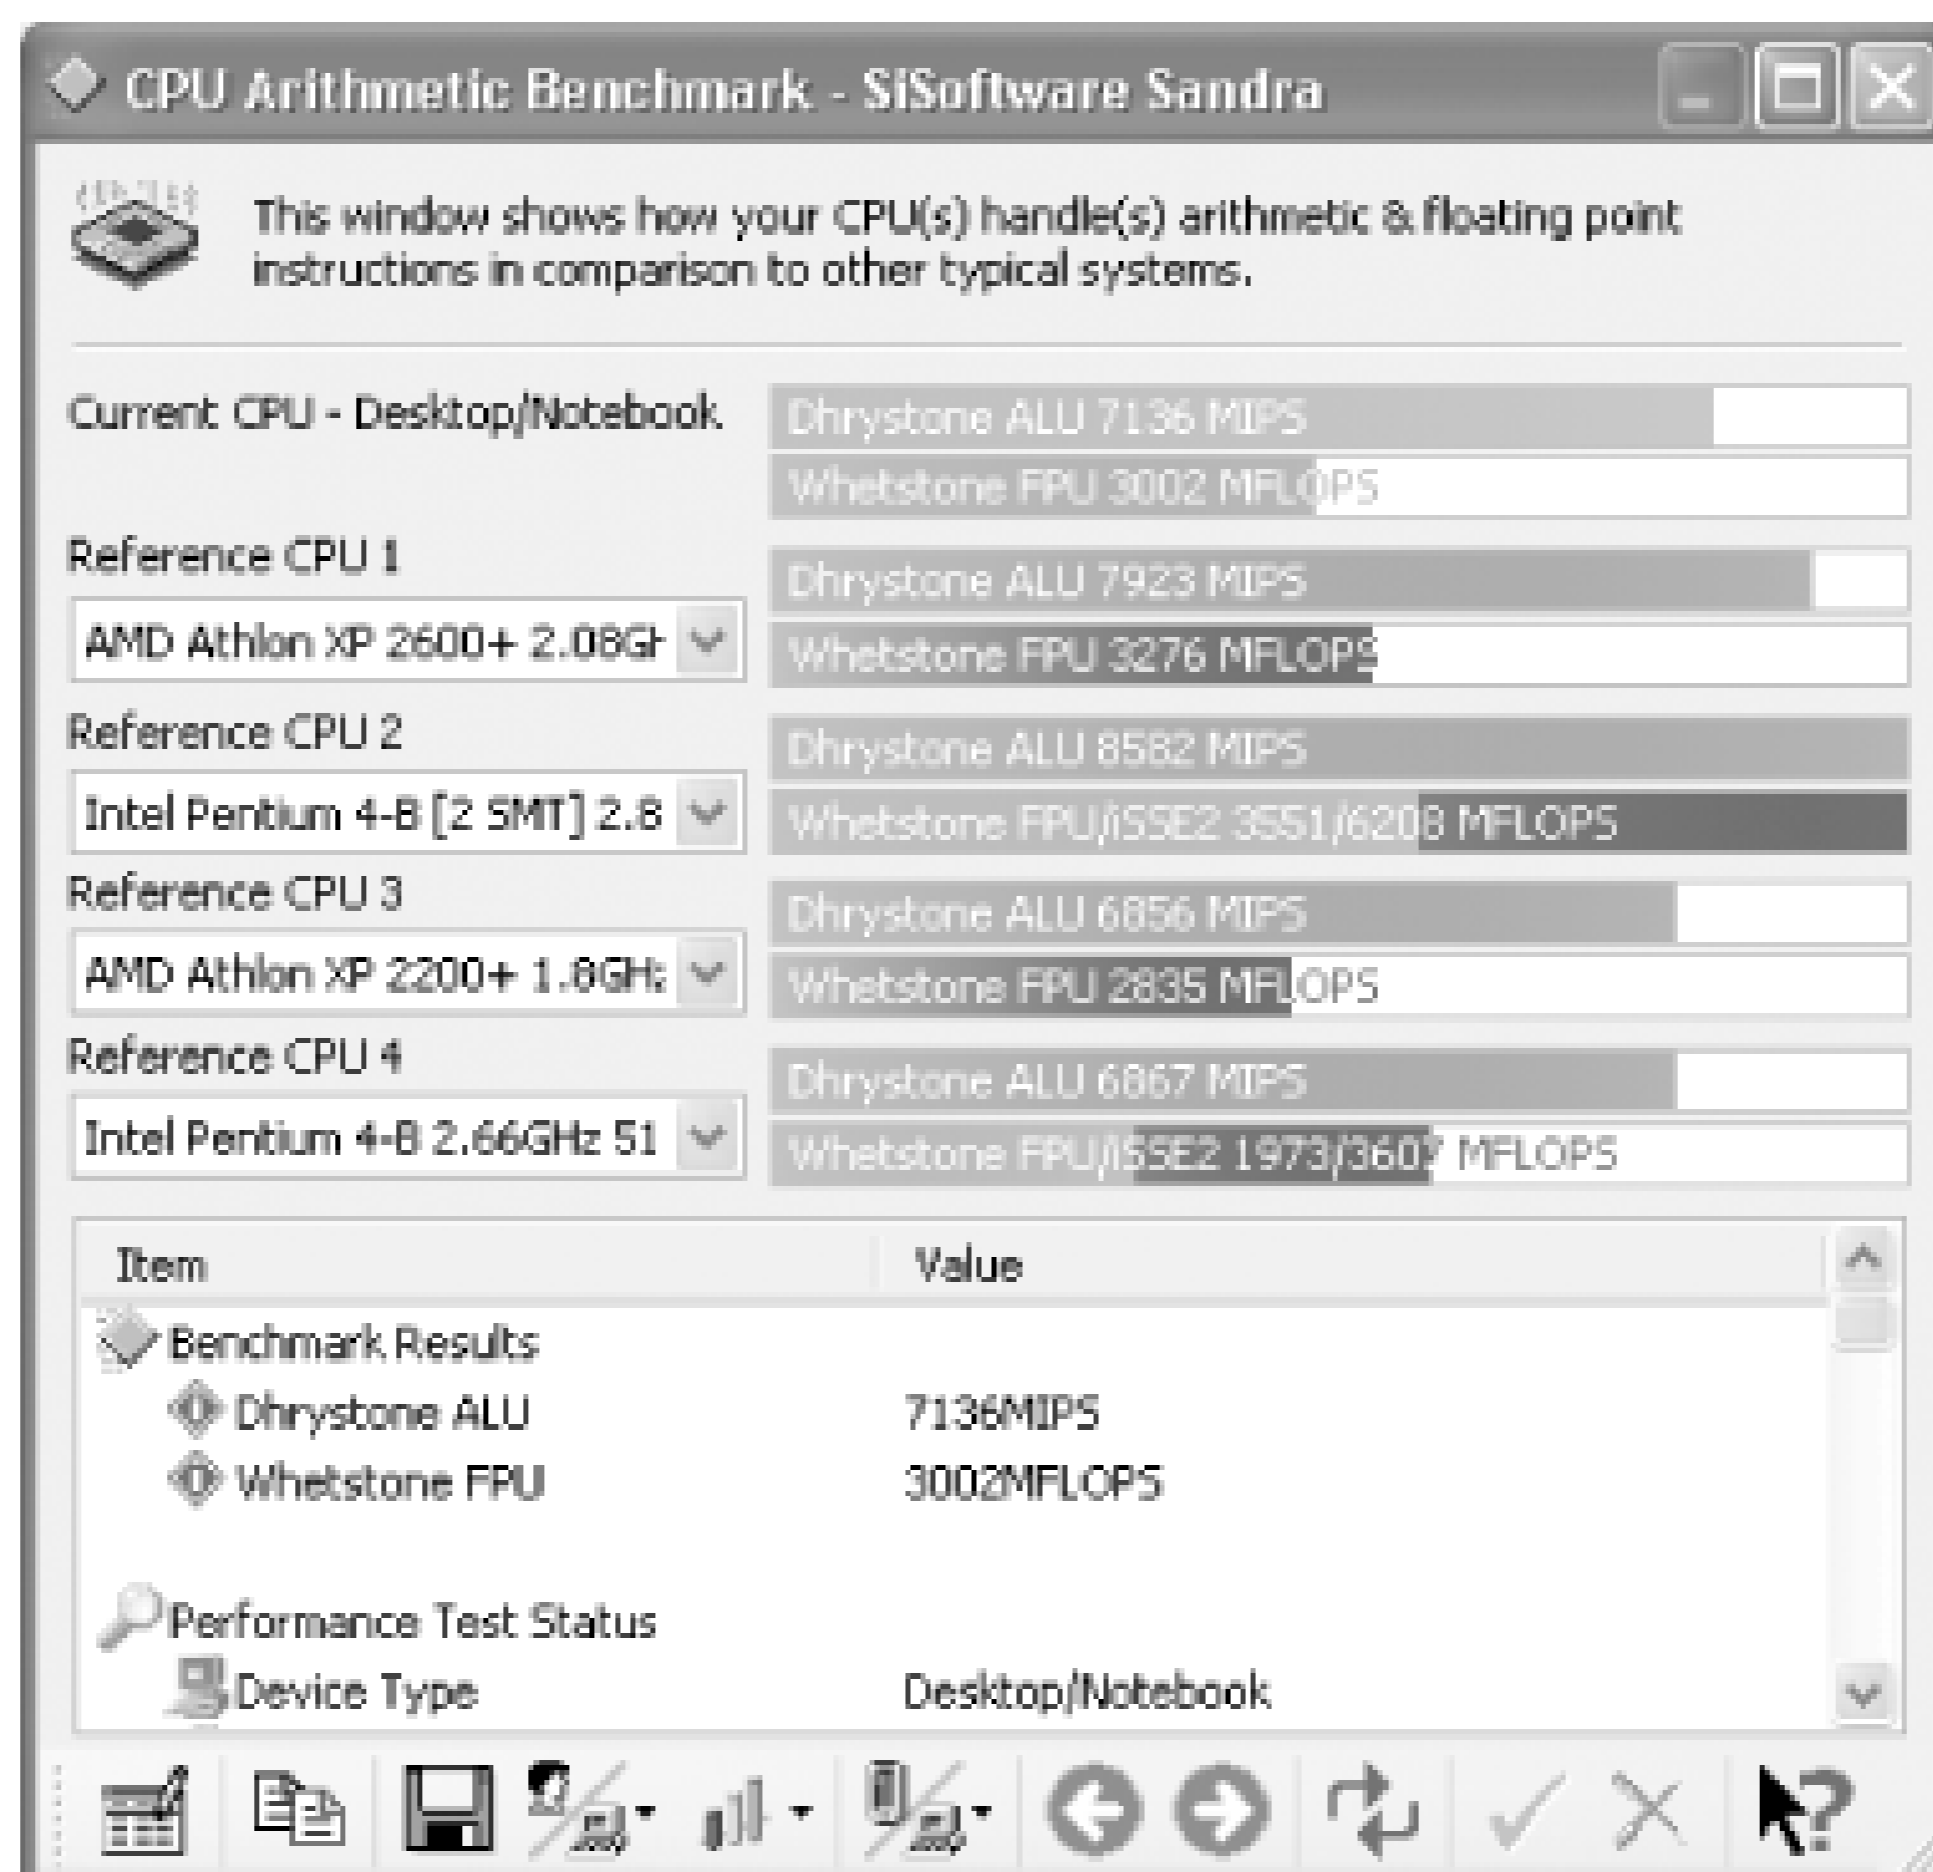 CPU Arithmetic Benchmark - SiSoftware Sandra
This window shows how your CPU(s) handle(s) arithmetic & floating point
instructions in comparison to other typical systems.
Current CPU - Desktop/Notebook
Dhrystone ALU 7136 MIPS
Whetstone FPU 3002 MFLOPS
Reference CPU 1
Dhrystone ALU 7923 MIPS
AMD Athlon XP 2600+ 2.08GH
Whetstone FPU 3276 MFLOPS
Reference CPU 2
Dhrystone ALU 8582 MIPS
Intel Pentium 4-B [2 SMT] 2.8
Whetstone FPU/iSSE2 3551/6208 MFLOPS
Reference CPU 3
Dhrystone ALU 6856 MIPS
AMD Athlon XP 2200+ 1.8GHz
Whetstone FPU 2835 MFLOPS
Reference CPU 4
Dhrystone ALU 6867 MIPS
Intel Pentium 4-B 2.66GHz 51
Whetstone FPU/iSSE2 1973/3607 MFLOPS
Item Value
Benchmark Results
Dhrystone ALU 7136MIPS
Whetstone FPU 3002MFLOPS
Performance Test Status
Device Type Desktop/Notebook